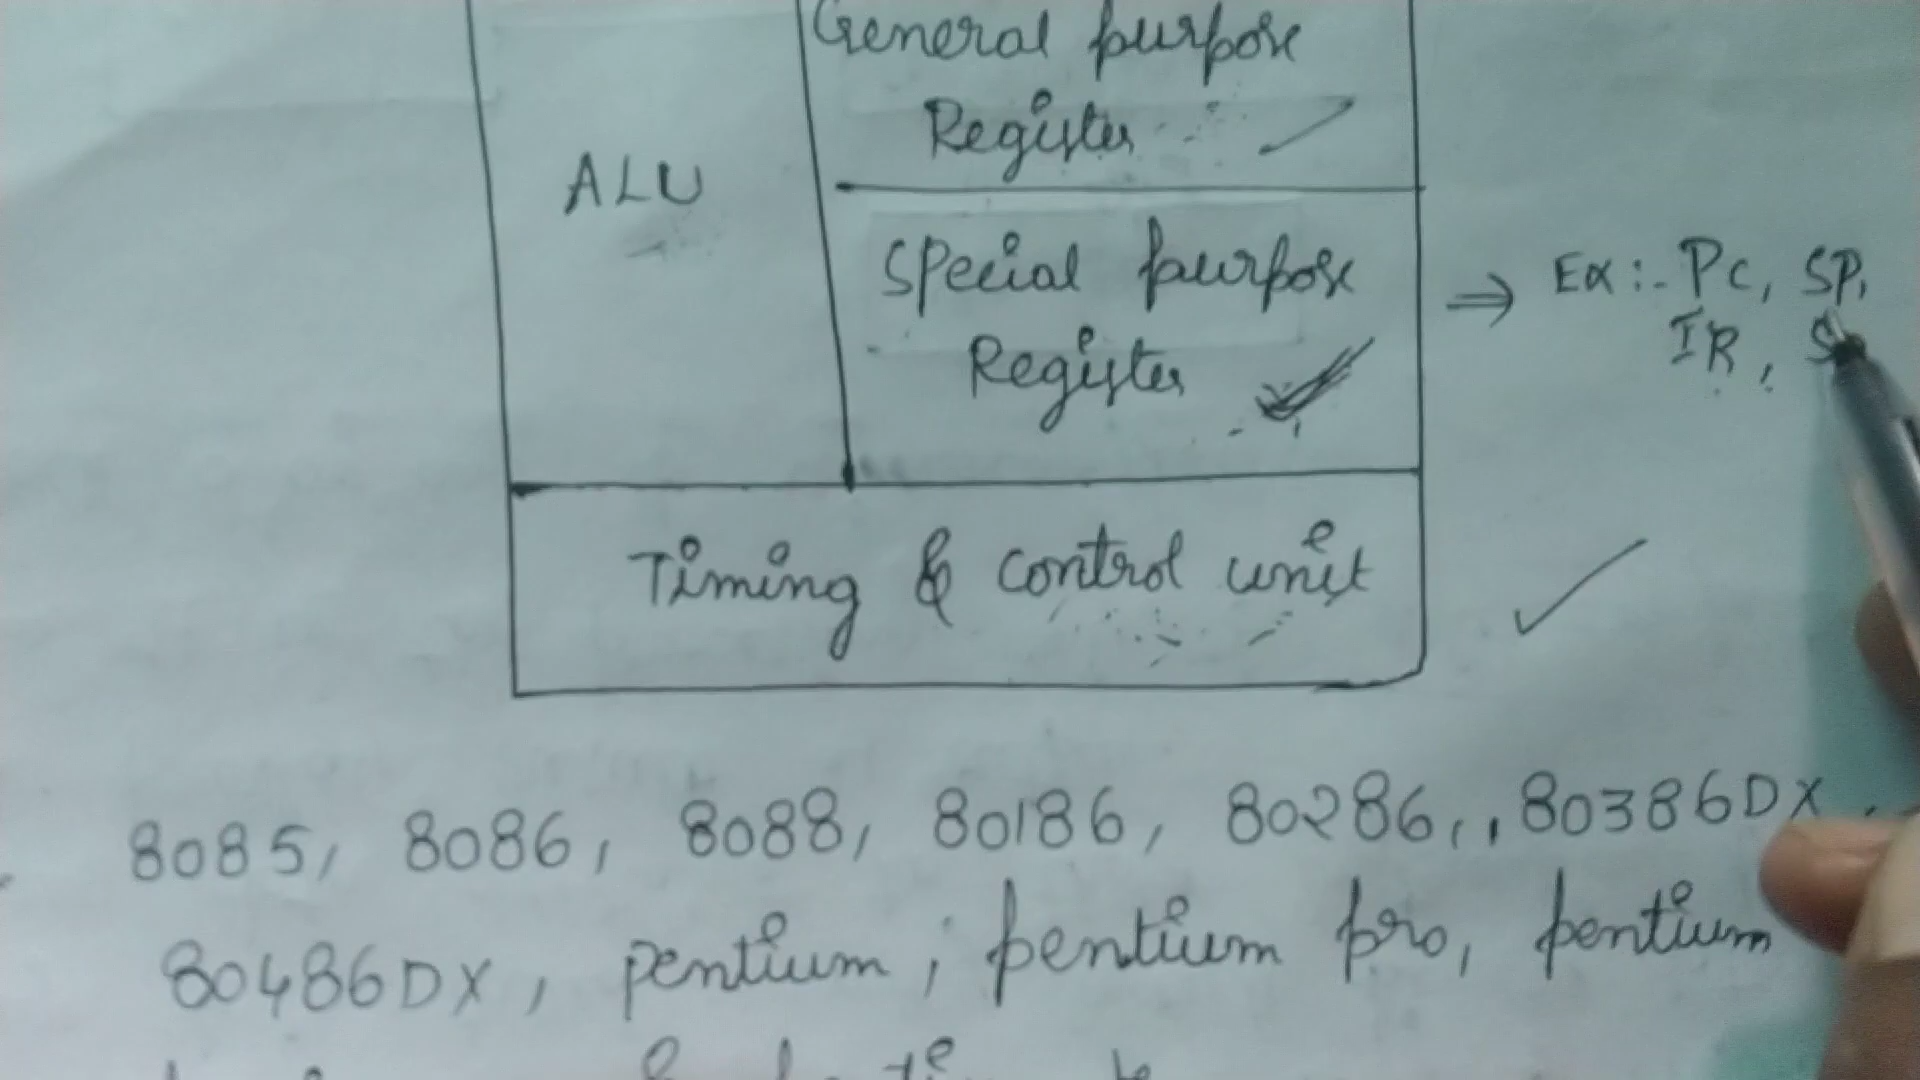 General purpose
Register
ALU
Special purpose
Register
⇒ Ex:- PC, SP,
IR, S
Timing & control unit
8085, 8086, 8088, 80186, 80286,, 80386DX
80486DX, pentium, pentium pro, pentium